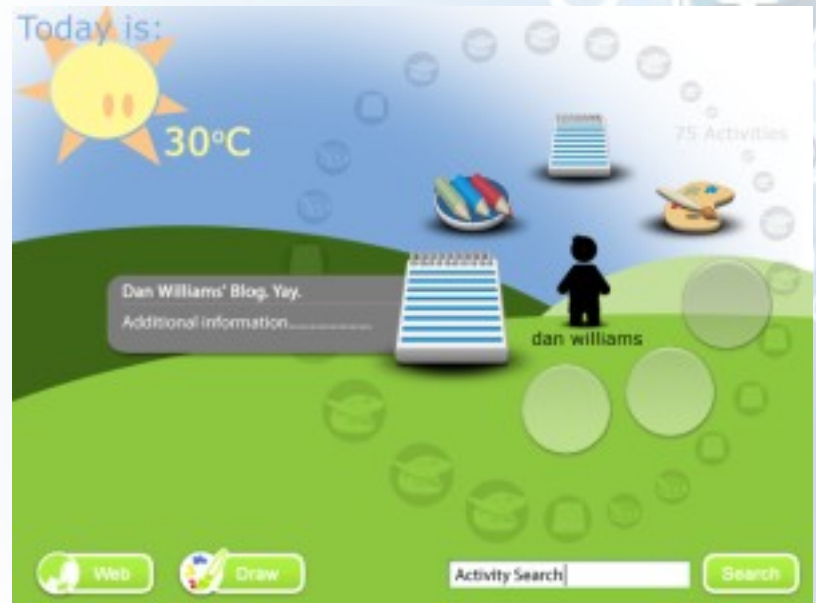 Today is:
30°C
75 Activities
Dan Williams' Blog. Yay.
Additional information......................
dan williams
Web
Draw
Activity Search
Search